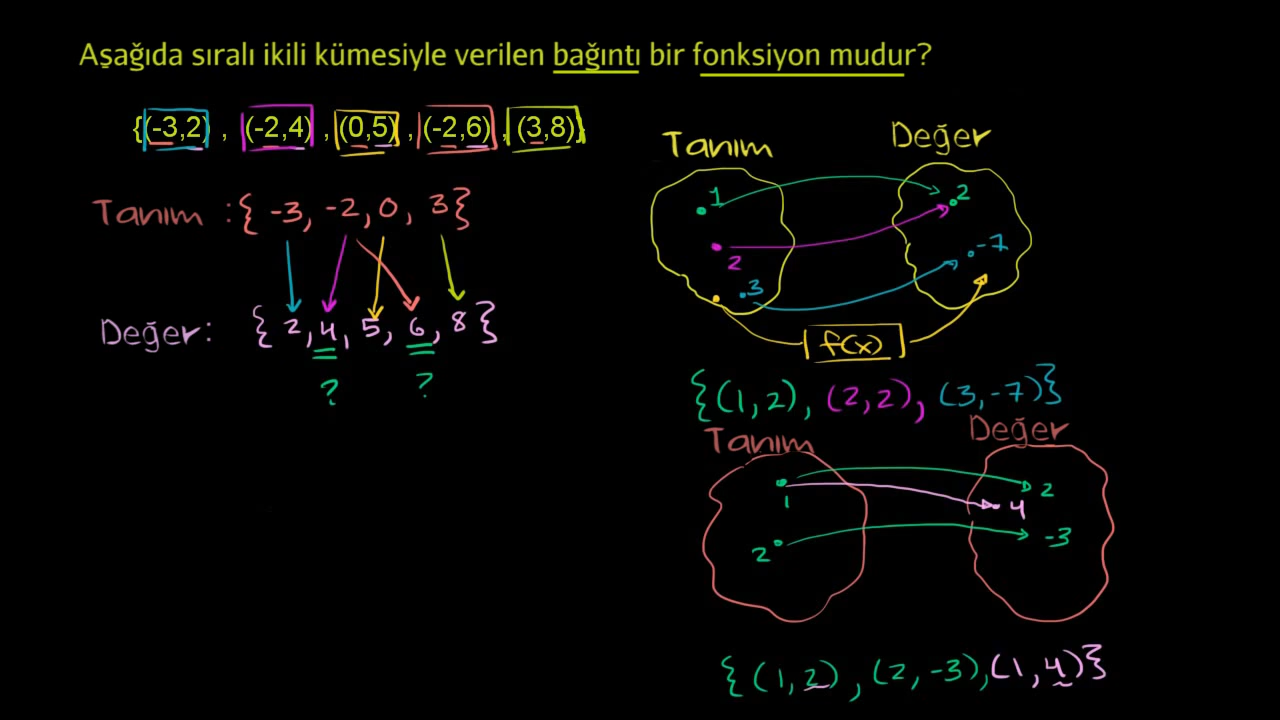 Aşağıda sıralı ikili kümesiyle verilen bağıntı bir fonksiyon mudur?
{(-3,2) , (-2,4) , (0,5) , (-2,6) , (3,8)}
Tanım : { -3, -2, 0, 3}
Değer: { 2, 4, 5, 6, 8 }
? ?
Tanım Değer
1 2
2 -7
3
f(x)
{(1,2), (2,2), (3,-7)}
Tanım Değer
1 2
4
2 -3
{(1,2), (2,-3), (1,4)}